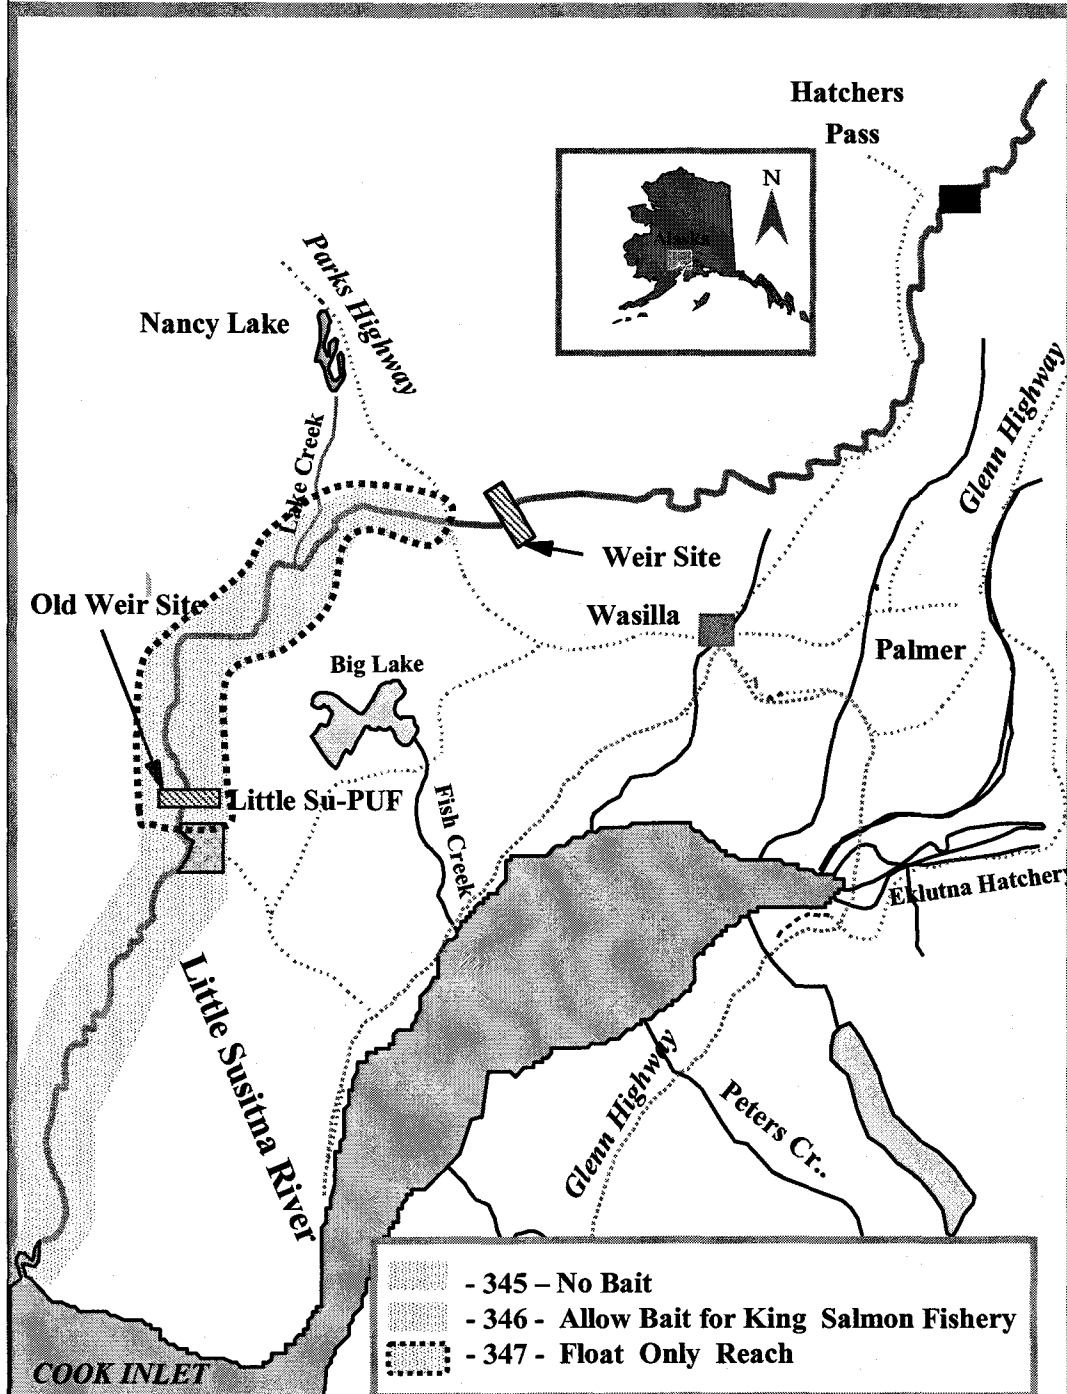 Hatchers
Pass
N
Alaska
Parks Highway
Nancy Lake
Glenn Highway
Lake Creek
Weir Site
Old Weir Site
Wasilla
Palmer
Big Lake
Little Su-PUF
Fish Creek
Eklutna Hatchery
Little Susitna River
Glenn Highway
Peters Cr..
- 345 – No Bait
- 346 - Allow Bait for King Salmon Fishery
- 347 - Float Only Reach
COOK INLET